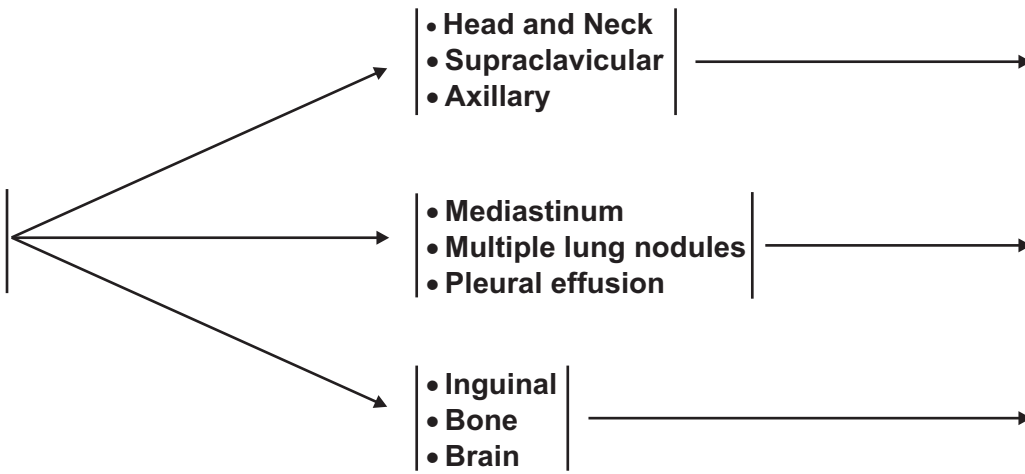 • Head and Neck
• Supraclavicular
• Axillary
• Mediastinum
• Multiple lung nodules
• Pleural effusion
• Inguinal
• Bone
• Brain